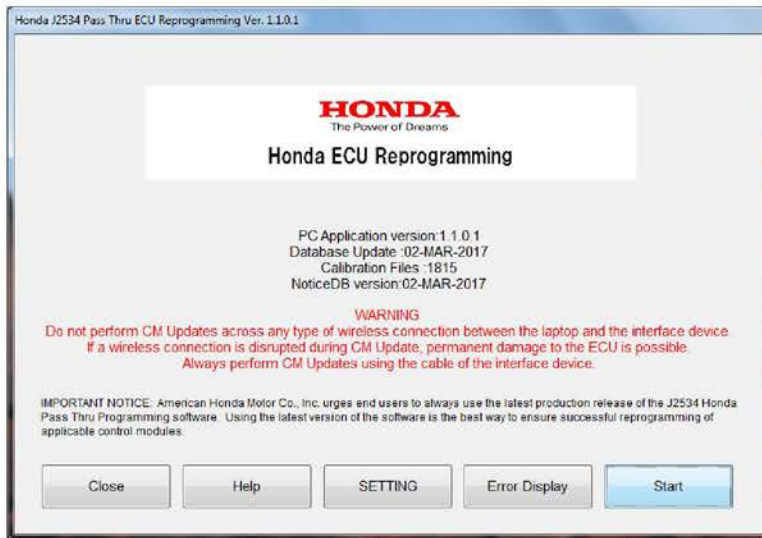 Honda J2534 Pass Thru ECU Reprogramming Ver. 1.1.0.1
HONDA
The Power of Dreams
Honda ECU Reprogramming
PC Application version:1.1.0.1
Database Update :02-MAR-2017
Calibration Files :1815
NoticeDB version:02-MAR-2017
WARNING
Do not perform CM Updates across any type of wireless connection between the laptop and the interface device
If a wireless connection is disrupted during CM Update, permanent damage to the ECU is possible.
Always perform CM Updates using the cable of the interface device.
IMPORTANT NOTICE: American Honda Motor Co., Inc. urges end users to always use the latest production release of the J2534 Honda
Pass Thru Programming software. Using the latest version of the software is the best way to ensure successful reprogramming of
applicable control modules.
Close Help SETTING Error Display Start